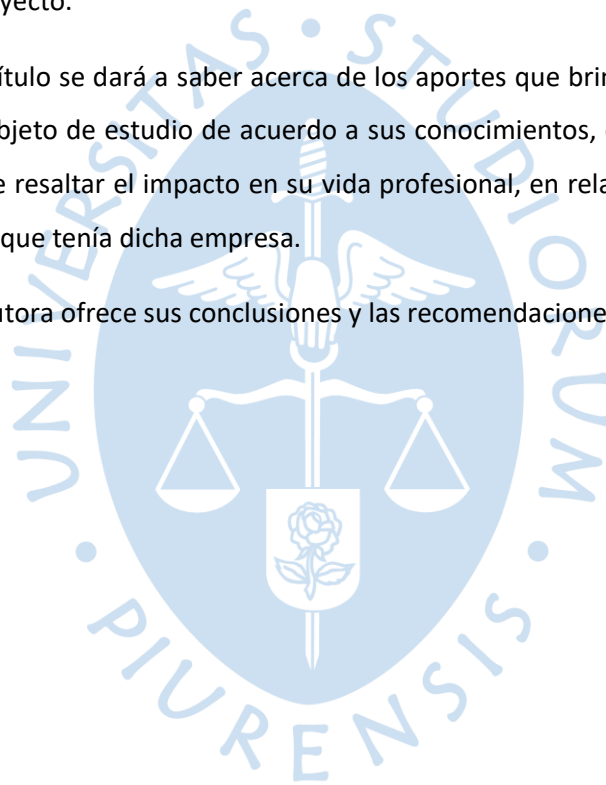 yecto.
ítulo se dará a saber acerca de los aportes que brin
bjeto de estudio de acuerdo a sus conocimientos,
e resaltar el impacto en su vida profesional, en rela
que tenía dicha empresa.
utora ofrece sus conclusiones y las recomendacione
UNIVERSITAS • STUDIORUM • PIURENSIS •